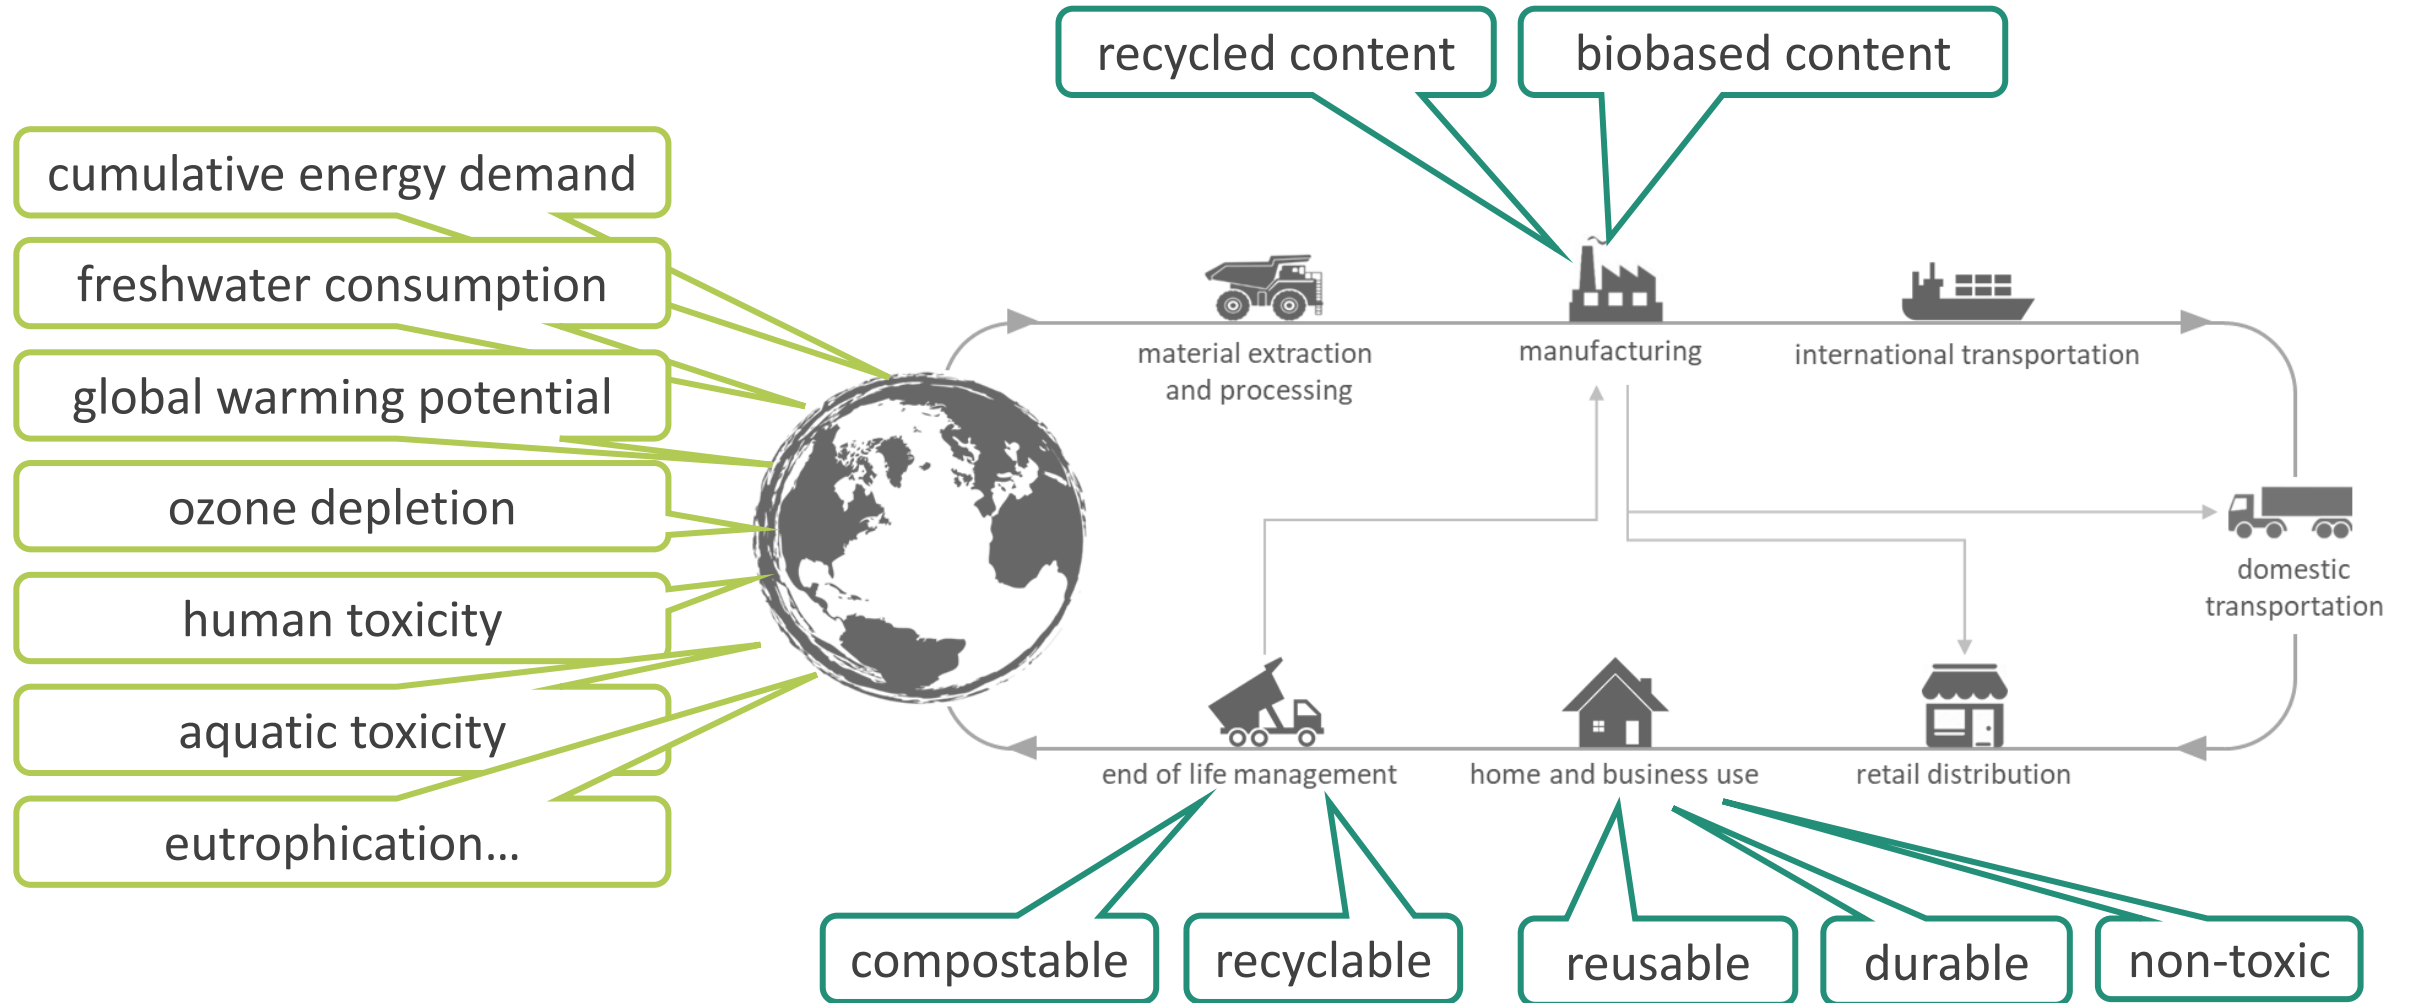 recycled content
biobased content
cumulative energy demand
freshwater consumption
global warming potential
ozone depletion
human toxicity
aquatic toxicity
eutrophication...
material extraction
and processing
manufacturing
international transportation
domestic
transportation
end of life management
home and business use
retail distribution
compostable
recyclable
reusable
durable
non-toxic